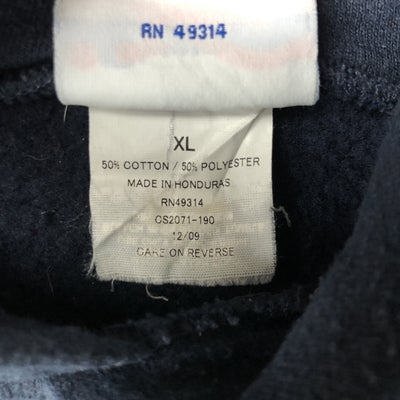 RN 49314
XL
50% COTTON / 50% POLYESTER
MADE IN HONDURAS
RN49314
CS2071-190
12/09
CARE ON REVERSE